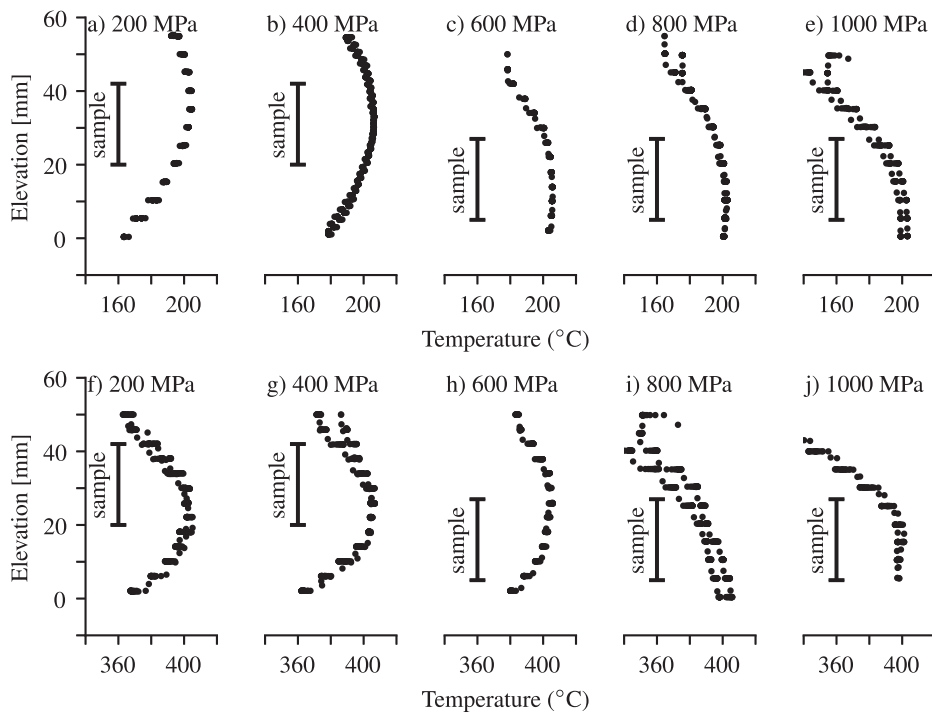 60
a) 200 MPa
b) 400 MPa
c) 600 MPa
d) 800 MPa
e) 1000 MPa
40
20
0
Elevation [mm]
sample
sample
sample
sample
sample
160 200
160 200
160 200
160 200
160 200
Temperature (°C)
60
f) 200 MPa
g) 400 MPa
h) 600 MPa
i) 800 MPa
j) 1000 MPa
40
20
0
Elevation [mm]
sample
sample
sample
sample
sample
360 400
360 400
360 400
360 400
360 400
Temperature (°C)